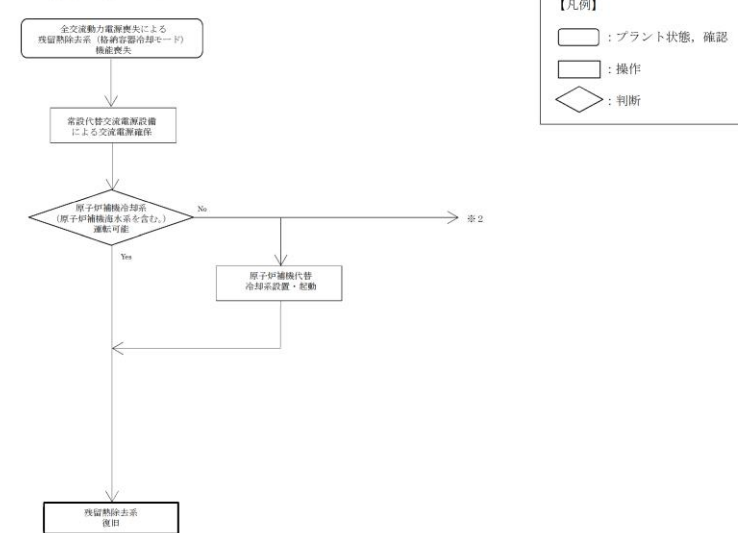 【凡例】
：プラント状態，確認
：操作
：判断
全交流動力電源喪失による
残留熱除去系（格納容器冷却モード）
機能喪失
常設代替交流電源設備
による交流電源確保
原子炉補機冷却系
（原子炉補機海水系を含む。）
運転可能
No
※2
Yes
原子炉補機代替
冷却系設置・起動
残留熱除去系
復旧